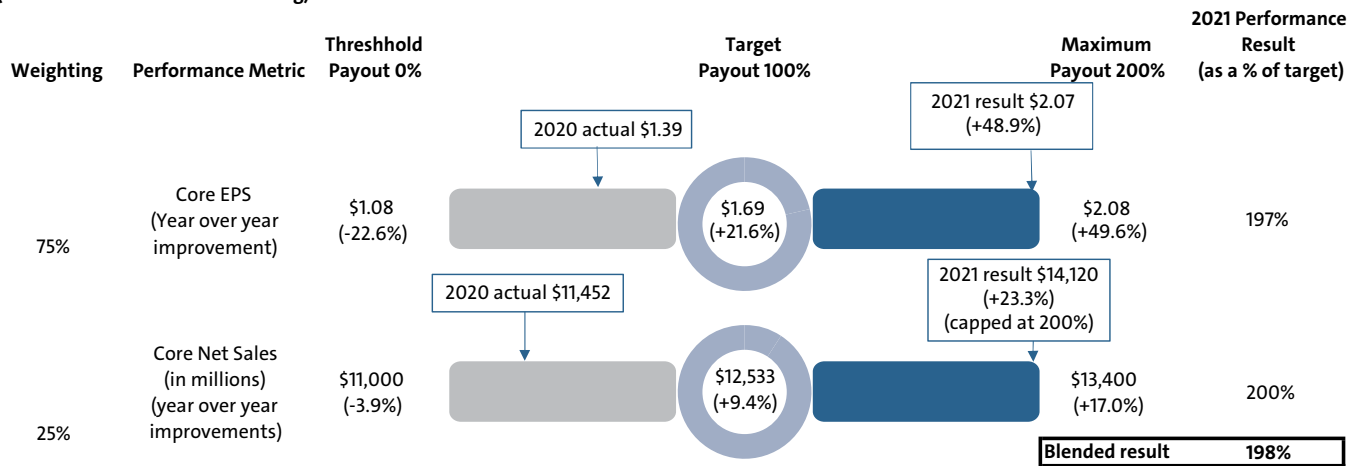 2021 Performance
Result
(as a % of target)
Weighting
Performance Metric
Threshhold
Payout 0%
Target
Payout 100%
Maximum
Payout 200%
2020 actual $1.39
2021 result $2.07
(+48.9%)
75%
Core EPS
(Year over year
improvement)
$1.08
(-22.6%)
$1.69
(+21.6%)
$2.08
(+49.6%)
197%
2020 actual $11,452
2021 result $14,120
(+23.3%)
(capped at 200%)
25%
Core Net Sales
(in millions)
(year over year
improvements)
$11,000
(-3.9%)
$12,533
(+9.4%)
$13,400
(+17.0%)
200%
Blended result 198%